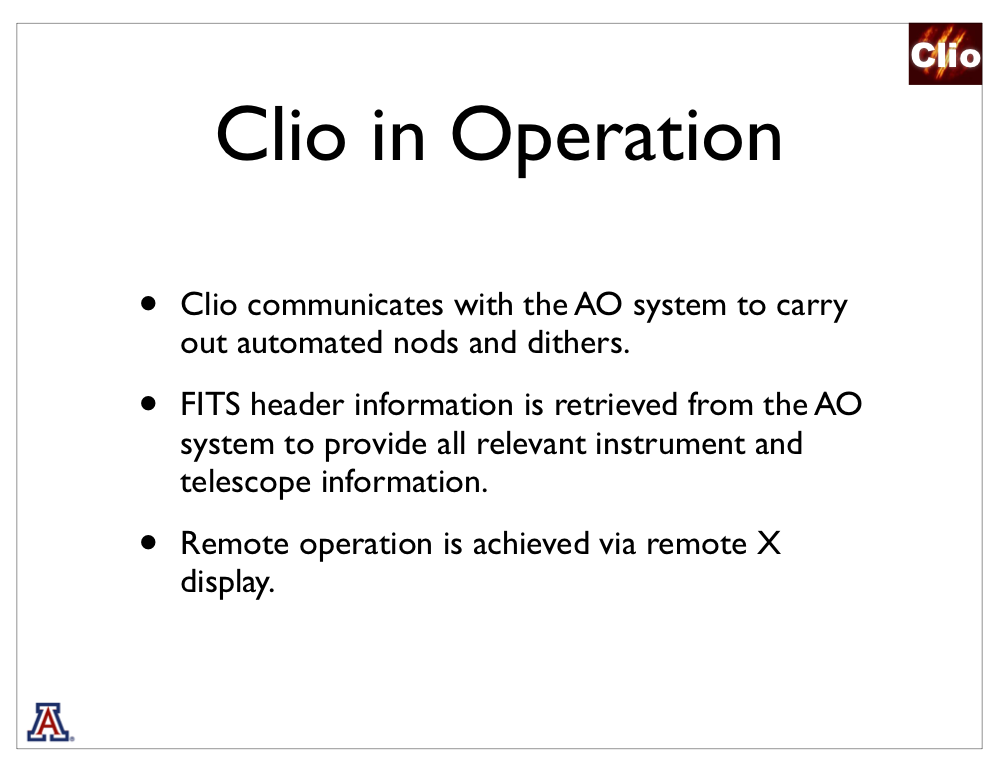 Clio
Clio in Operation
• Clio communicates with the AO system to carry
out automated nods and dithers.
• FITS header information is retrieved from the AO
system to provide all relevant instrument and
telescope information.
• Remote operation is achieved via remote X
display.
A